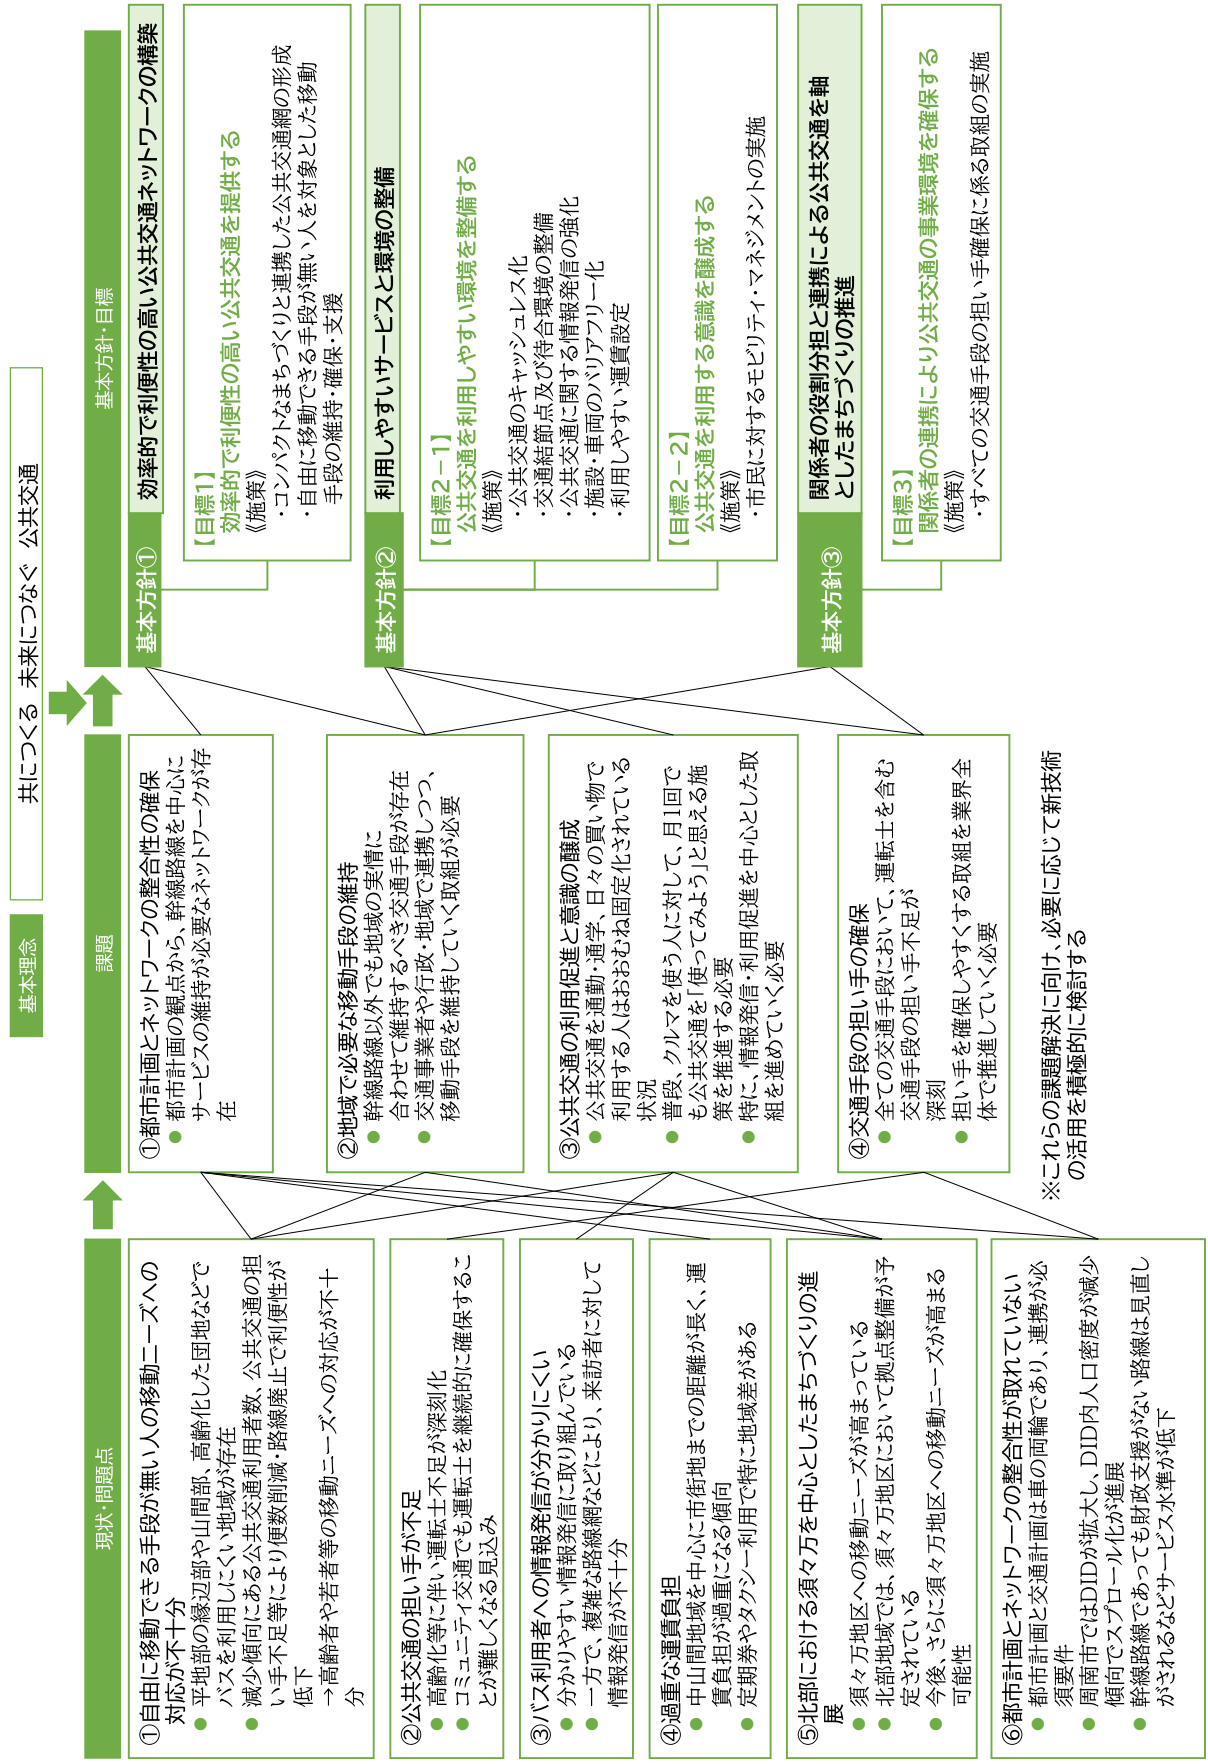 基本理念
共につくる 未来につなぐ 公共交通
現状・問題点
①自由に移動できる手段が無い人の移動ニーズへの
対応が不十分
● 平地部の縁辺部や山間部、高齢化した団地などで
バスを利用しにくい地域が存在
● 減少傾向にある公共交通利用者数、公共交通の担
い手不足等により便数削減・路線廃止で利便性が
低下
→高齢者や若者等の移動ニーズへの対応が不十
分
②公共交通の担い手が不足
● 高齢化等に伴い運転士不足が深刻化
● コミュニティ交通でも運転士を継続的に確保するこ
とが難しくなる見込み
③バス利用者への情報発信が分かりにくい
● 分かりやすい情報発信に取り組んでいる
● 一方で、複雑な路線網などにより、来訪者に対して
情報発信が不十分
④過重な運賃負担
● 中山間地域を中心に市街地までの距離が長く、運
賃負担が過重になる傾向
● 定期券やタクシー利用で特に地域差がある
⑤北部における須々万を中心としたまちづくりの進
展
● 須々万地区への移動ニーズが高まっている
● 北部地域では、須々万地区において拠点整備が予
定されている
● 今後、さらに須々万地区への移動ニーズが高まる
可能性
⑥都市計画とネットワークの整合性が取れていない
● 都市計画と交通計画は車の両輪であり、連携が必
須要件
● 周南市ではDIDが拡大し、DID内人口密度が減少
傾向でスプロール化が進展
● 幹線路線であっても財政支援がない路線は見直し
がされるなどサービス水準が低下
課題
①都市計画とネットワークの整合性の確保
● 都市計画の観点から、幹線路線を中心に
サービスの維持が必要なネットワークが存
在
②地域で必要な移動手段の維持
● 幹線路線以外でも地域の実情に
合わせて維持するべき交通手段が存在
● 交通事業者や行政・地域で連携しつつ、
移動手段を維持していく取組が必要
③公共交通の利用促進と意識の醸成
● 公共交通を通勤・通学、日々の買い物で
利用する人はおおむね固定化されている
状況
● 普段、クルマを使う人に対して、月1回で
も公共交通を「使ってみよう」と思える施
策を推進する必要
● 特に、情報発信・利用促進を中心とした取
組を進めていく必要
④交通手段の担い手の確保
● 全ての交通手段において、運転士を含む
交通手段の担い手不足が
深刻
● 担い手を確保しやすくする取組を業界全
体で推進していく必要
※これらの課題解決に向け、必要に応じて新技術
の活用を積極的に検討する
基本方針・目標
基本方針① 効率的で利便性の高い公共交通ネットワークの構築
【目標1】
効率的で利便性の高い公共交通を提供する
《施策》
・コンパクトなまちづくりと連携した公共交通網の形成
・自由に移動できる手段が無い人を対象とした移動
手段の維持・確保・支援
基本方針② 利用しやすいサービスと環境の整備
【目標2－1】
公共交通を利用しやすい環境を整備する
《施策》
・公共交通のキャッシュレス化
・交通結節点及び待合環境の整備
・公共交通に関する情報発信の強化
・施設・車両のバリアフリー化
・利用しやすい運賃設定
【目標2－2】
公共交通を利用する意識を醸成する
《施策》
・市民に対するモビリティ・マネジメントの実施
基本方針③ 関係者の役割分担と連携による公共交通を軸
としたまちづくりの推進
【目標3】
関係者の連携により公共交通の事業環境を確保する
《施策》
・すべての交通手段の担い手確保に係る取組の実施